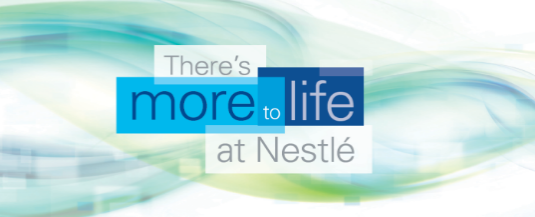 There's
more to life
at Nestlé